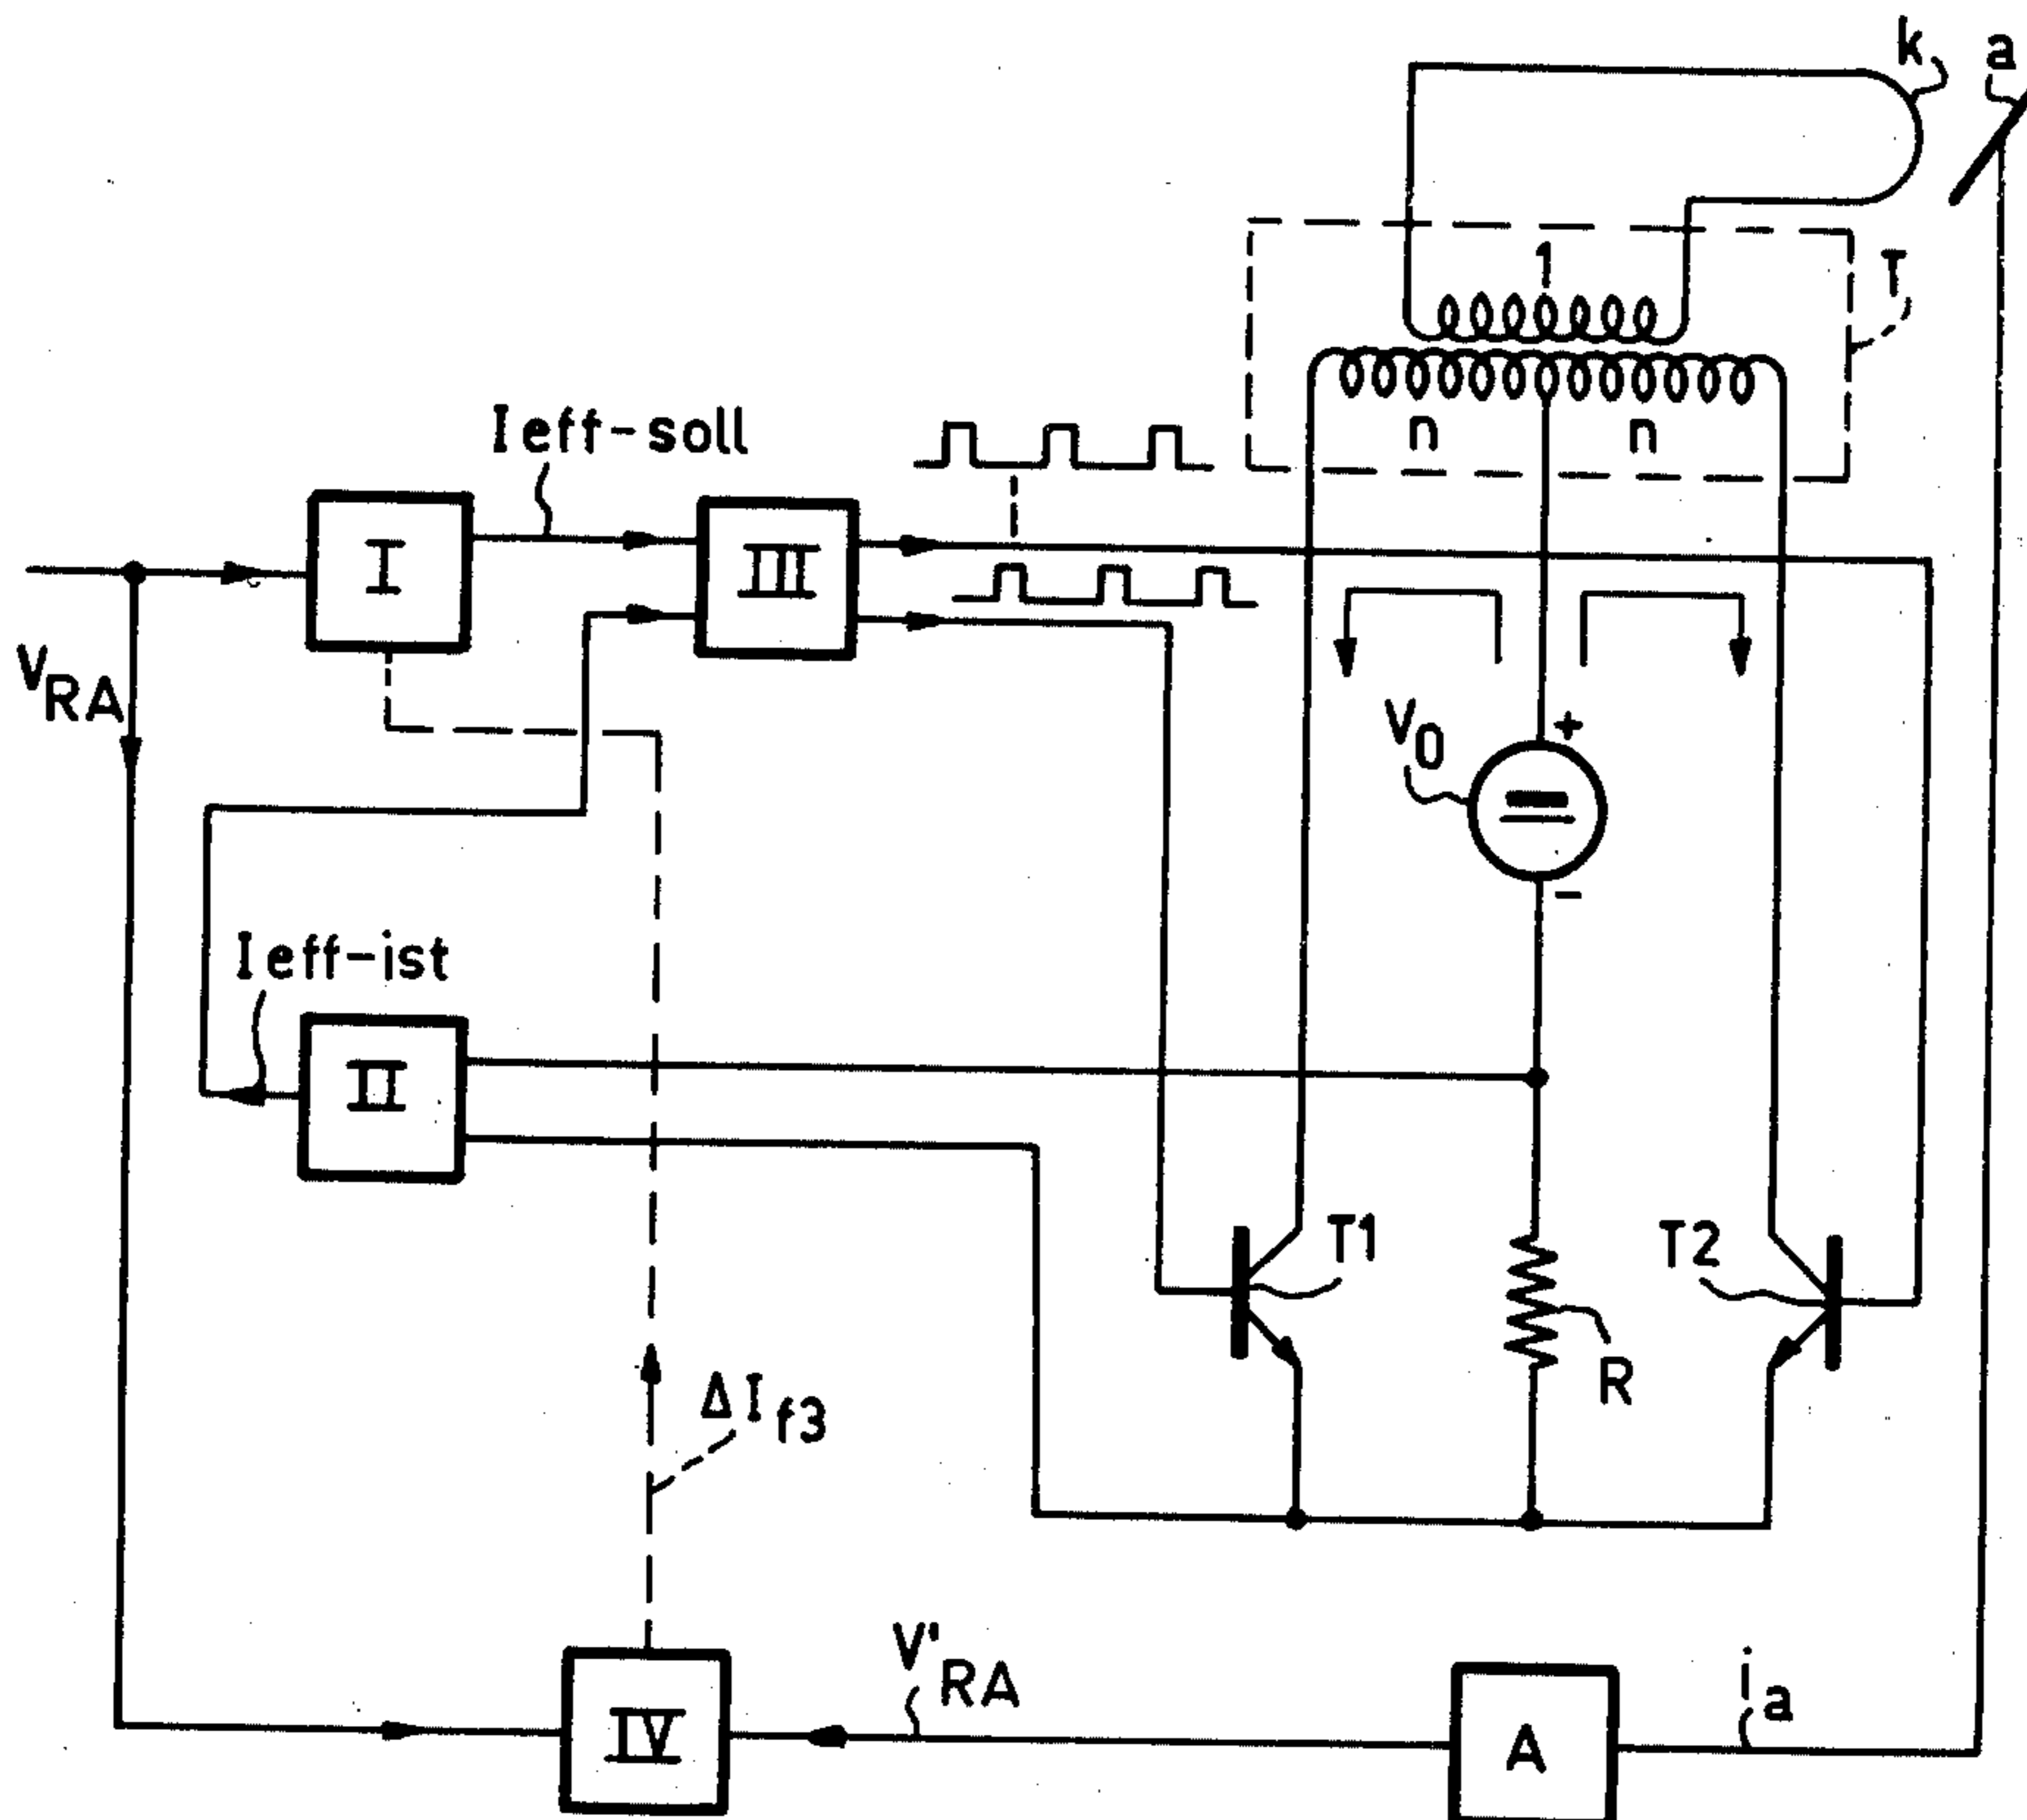 k
a
1
T
n
n
Ieff-soll
I
III
VRA
V0
+
-
Ieff-ist
II
T1
T2
R
ΔIf3
V'RA
ia
IV
A